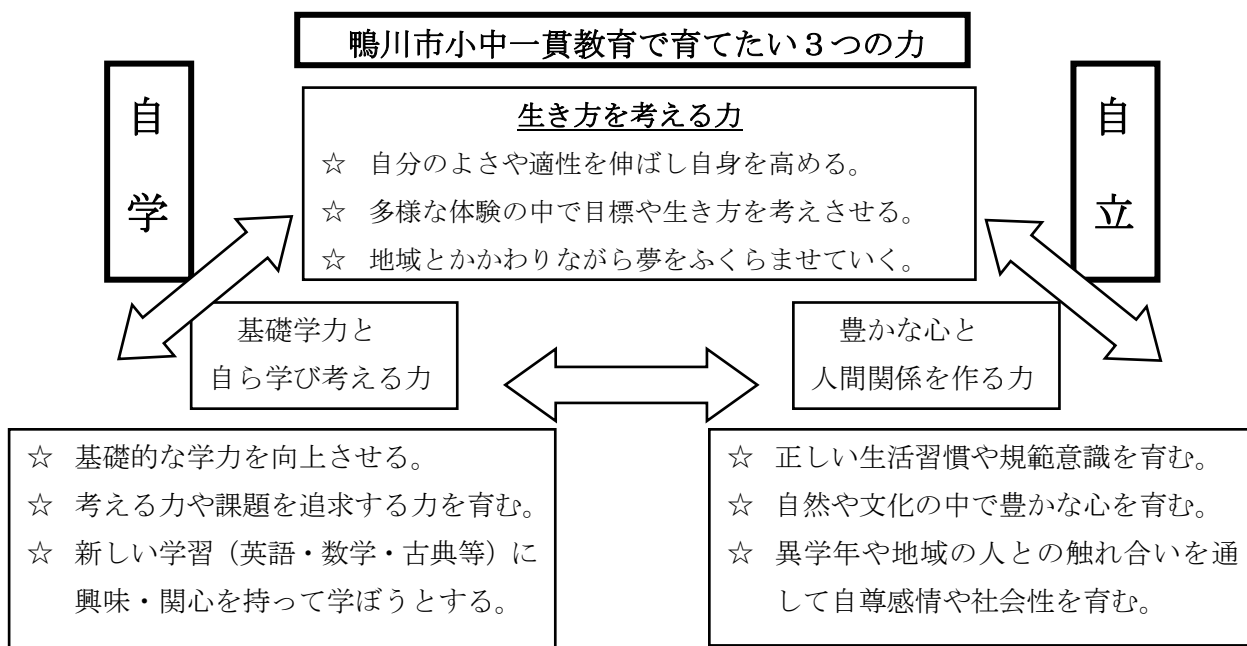 鴨川市小中一貫教育で育てたい３つの力
自学
自立
生き方を考える力
☆ 自分のよさや適性を伸ばし自身を高める。
☆ 多様な体験の中で目標や生き方を考えさせる。
☆ 地域とかかわりながら夢をふくらませていく。
基礎学力と
自ら学び考える力
豊かな心と
人間関係を作る力
☆ 基礎的な学力を向上させる。
☆ 考える力や課題を追求する力を育む。
☆ 新しい学習（英語・数学・古典等）に
興味・関心を持って学ぼうとする。
☆ 正しい生活習慣や規範意識を育む。
☆ 自然や文化の中で豊かな心を育む。
☆ 異学年や地域の人との触れ合いを通
して自尊感情や社会性を育む。